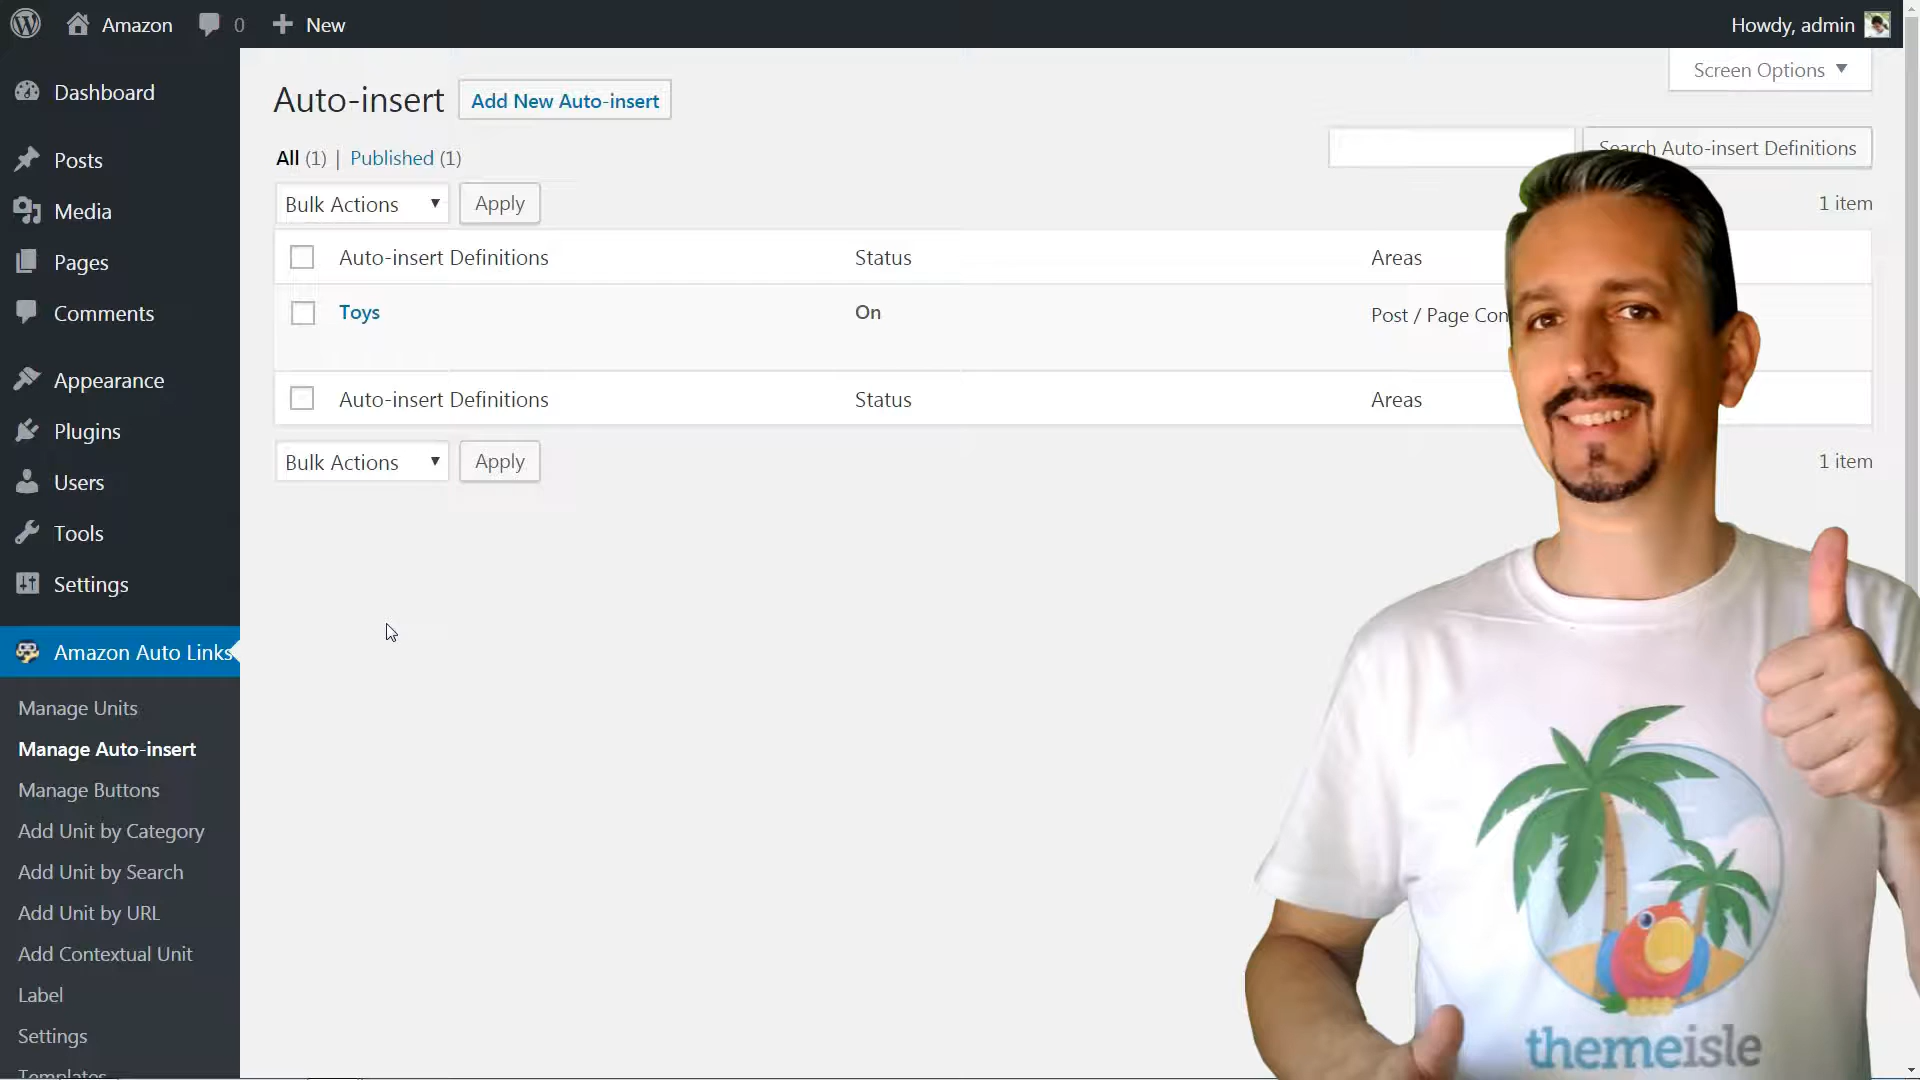 Amazon
0
New
Howdy, admin
Screen Options
Dashboard
Posts
Media
Pages
Comments
Appearance
Plugins
Users
Tools
Settings
Amazon Auto Links
Manage Units
Manage Auto-insert
Manage Buttons
Add Unit by Category
Add Unit by Search
Add Unit by URL
Add Contextual Unit
Label
Settings
Templates
Auto-insert
Add New Auto-insert
All (1) | Published (1)
Search Auto-insert Definitions
Bulk Actions
Apply
1 item
Auto-insert Definitions
Status
Areas
Toys
On
Post / Page Con
Auto-insert Definitions
Status
Areas
Bulk Actions
Apply
1 item
themeisle